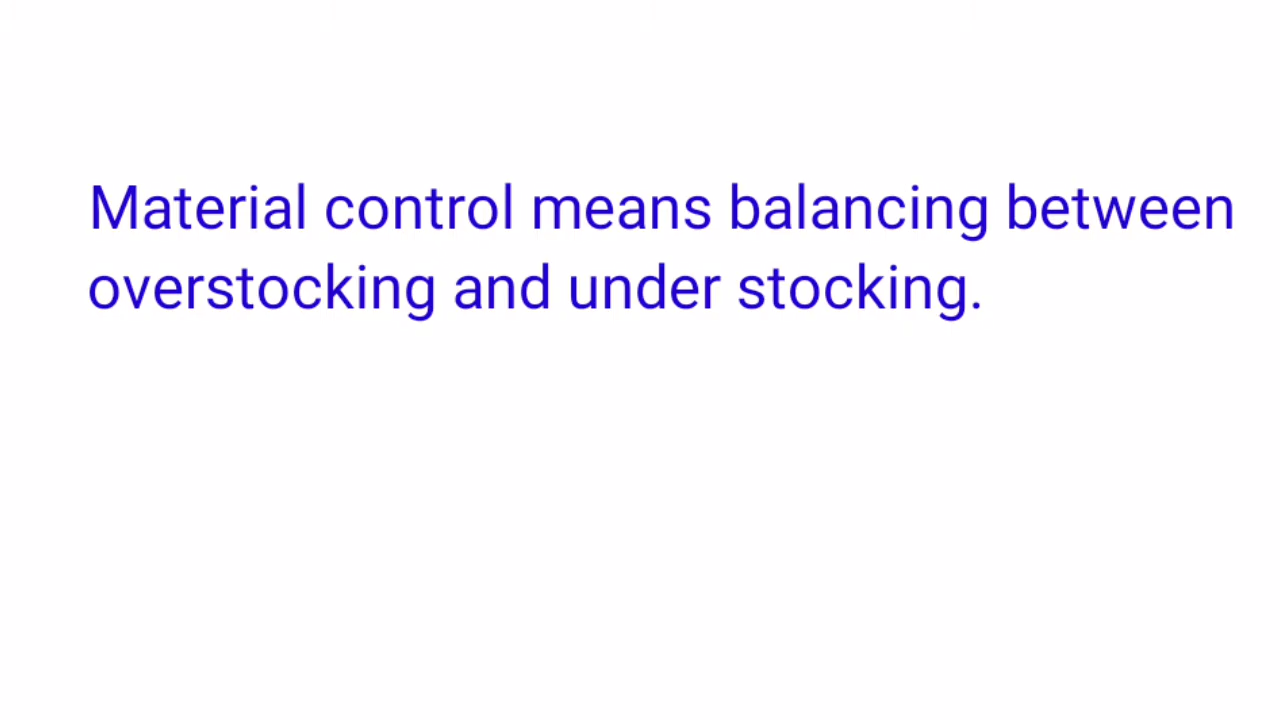 Material control means balancing between
overstocking and under stocking.